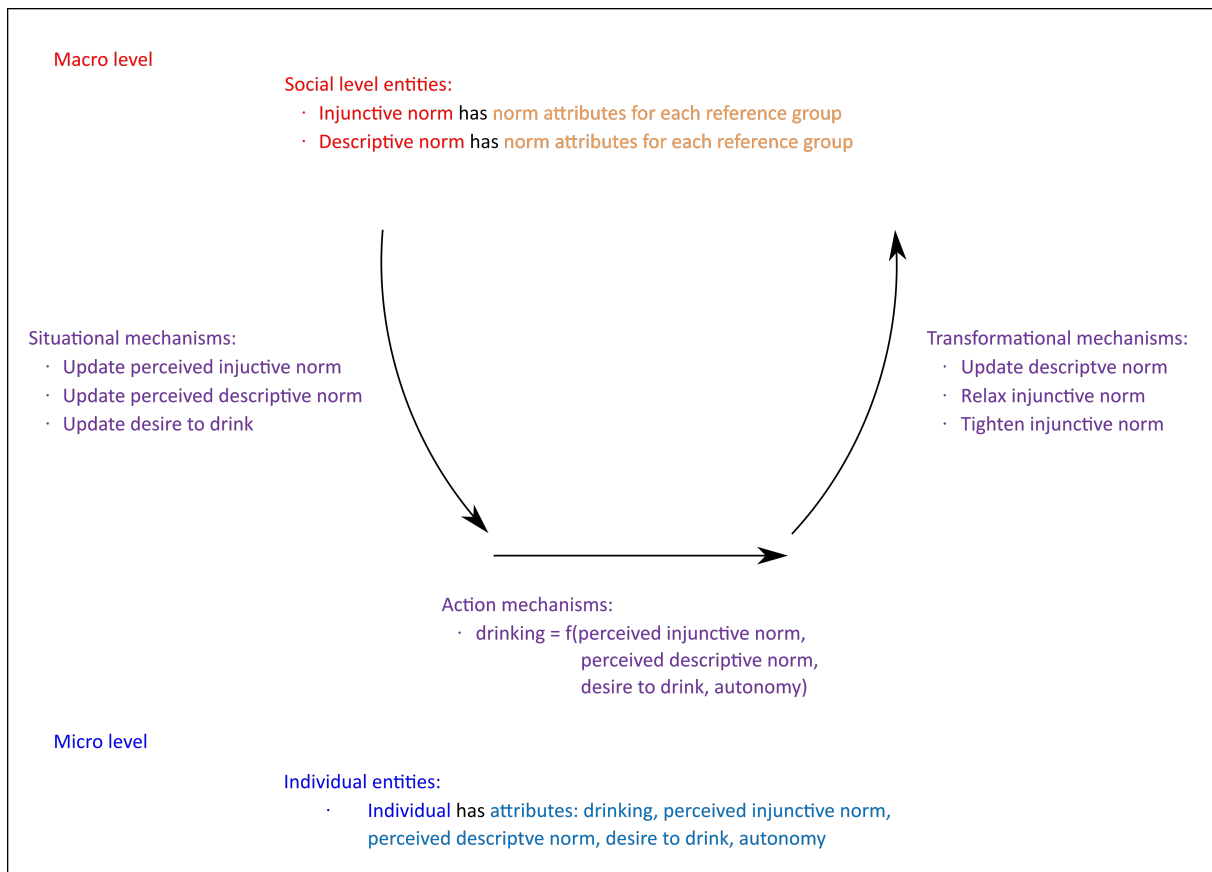 Macro level
Social level entities:
· Injunctive norm has norm attributes for each reference group
· Descriptive norm has norm attributes for each reference group
Situational mechanisms:
· Update perceived injuctive norm
· Update perceived descriptive norm
· Update desire to drink
Transformational mechanisms:
· Update descriptve norm
· Relax injunctive norm
· Tighten injunctive norm
Action mechanisms:
· drinking = f(perceived injunctive norm,
perceived descriptive norm,
desire to drink, autonomy)
Micro level
Individual entities:
· Individual has attributes: drinking, perceived injunctive norm,
perceived descriptve norm, desire to drink, autonomy